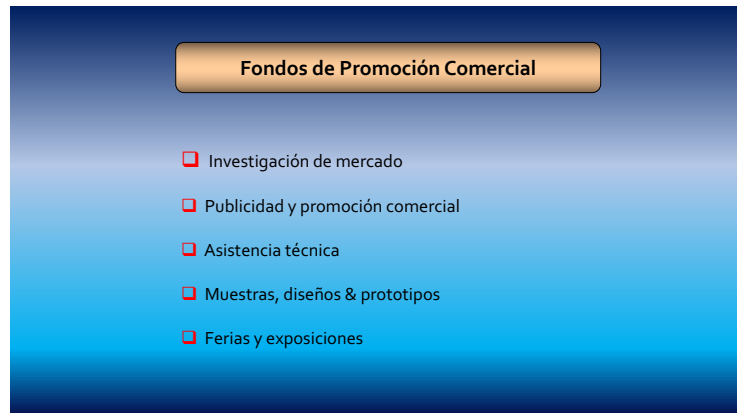 Fondos de Promoción Comercial
Investigación de mercado
Publicidad y promoción comercial
Asistencia técnica
Muestras, diseños & prototipos
Ferias y exposiciones